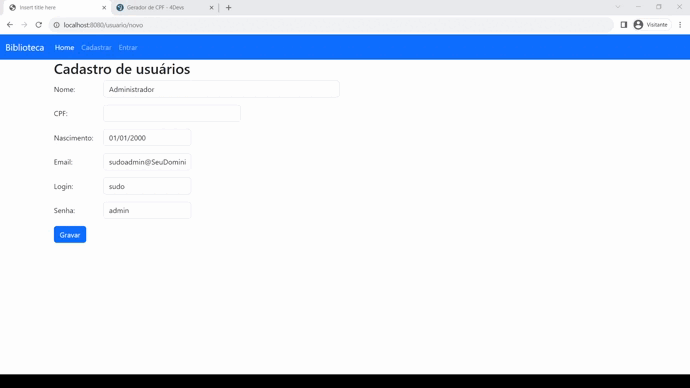 Insert title here
Gerador de CPF - 4Devs
localhost:8080/usuario/novo
Visitante
Biblioteca Home Cadastrar Entrar
Cadastro de usuários
Nome: Administrador
CPF:
Nascimento: 01/01/2000
Email: sudoadmin@SeuDomini
Login: sudo
Senha: admin
Gravar